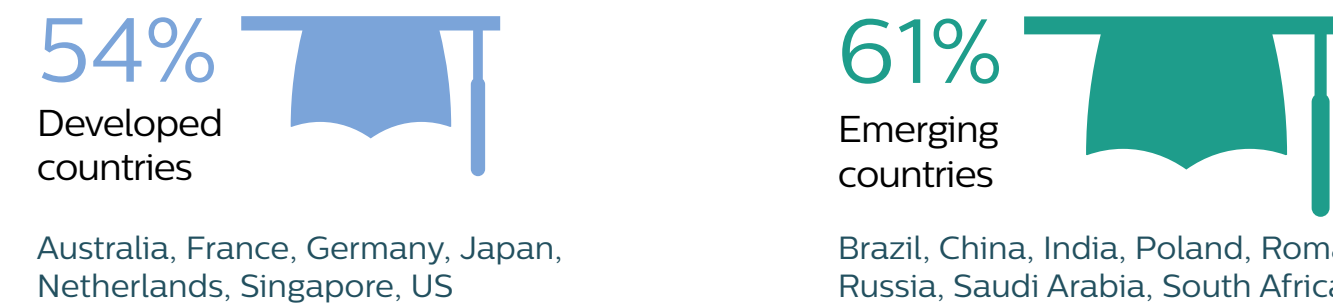 54%
Developed
countries
Australia, France, Germany, Japan,
Netherlands, Singapore, US
61%
Emerging
countries
Brazil, China, India, Poland,
Russia, Saudi Arabia, South